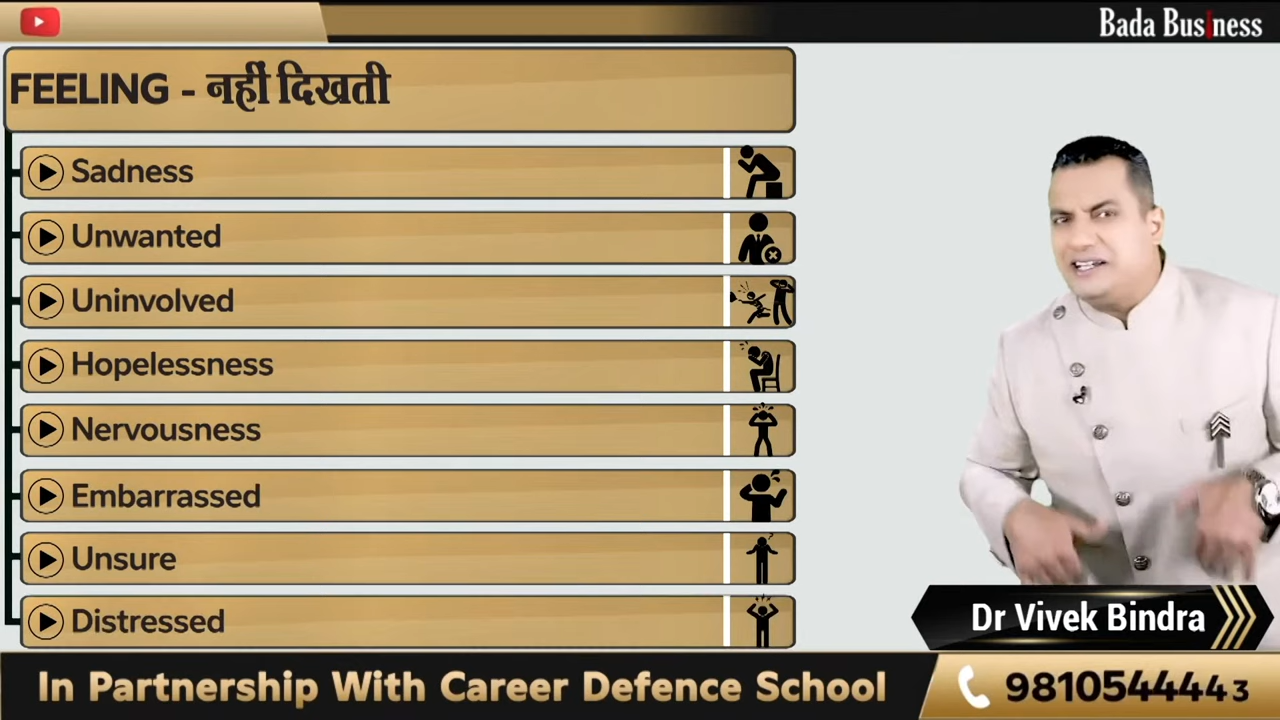 Bada Business
FEELING - नहीं दिखती
Sadness
Unwanted
Uninvolved
Hopelessness
Nervousness
Embarrassed
Unsure
Distressed
Dr Vivek Bindra
In Partnership With Career Defence School
9810544443